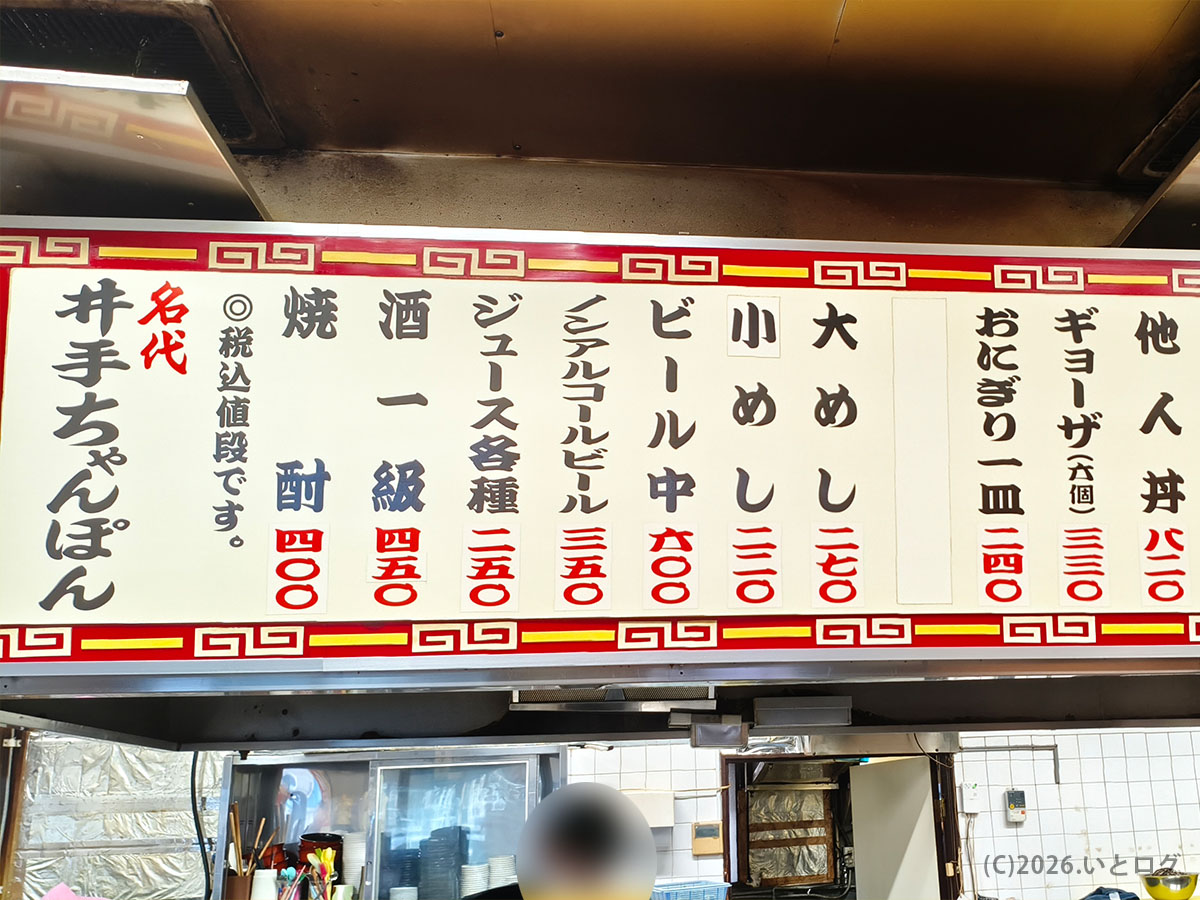 他人丼 八二〇
ギョーザ(六個) 三三〇
おにぎり一皿 二四〇
大めし 二七〇
小めし 二二〇
ビール中 六〇〇
ノンアルコールビール 三五〇
ジュース各種 二五〇
酒一級 四五〇
焼酎 四〇〇
◎税込値段です。
名代
井手ちゃんぽん
(C)2026.いとログ